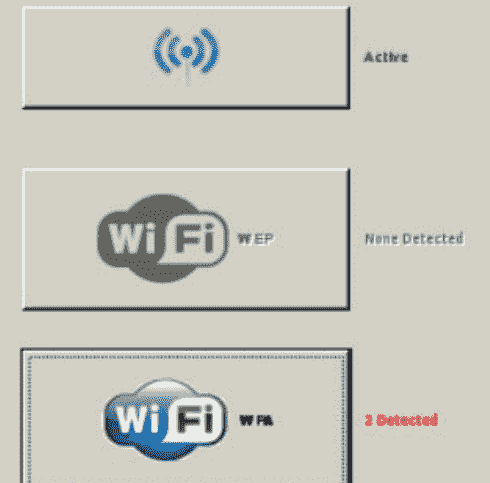 Active
WiFi WEP
None Detected
WiFi WPA
2 Detected